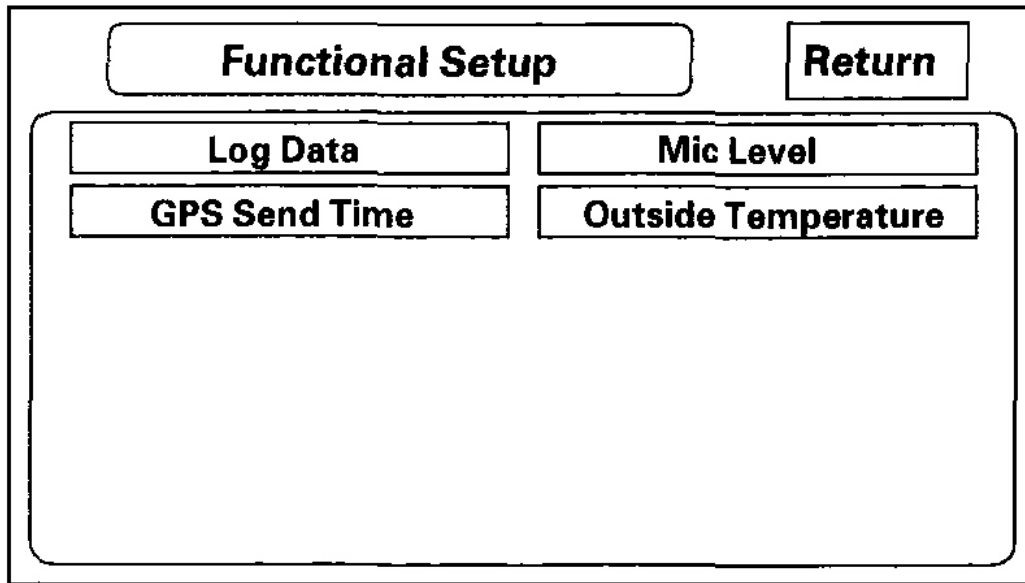 Functional Setup Return
Log Data Mic Level
GPS Send Time Outside Temperature